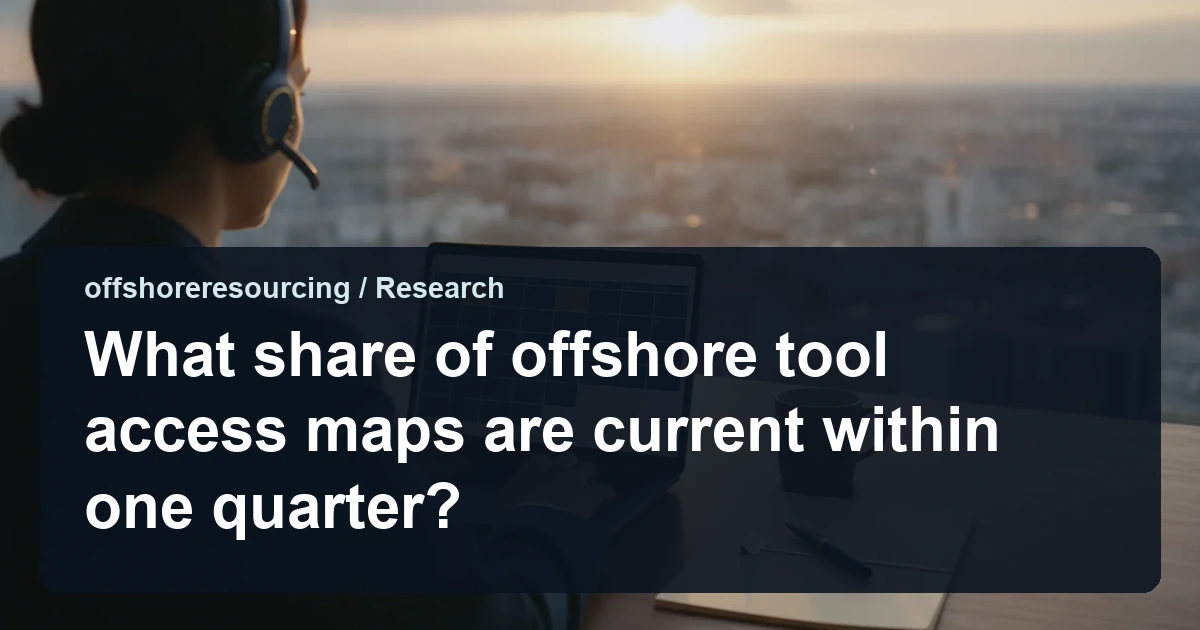 offshoreresourcing / Research
What share of offshore tool
access maps are current within
one quarter?